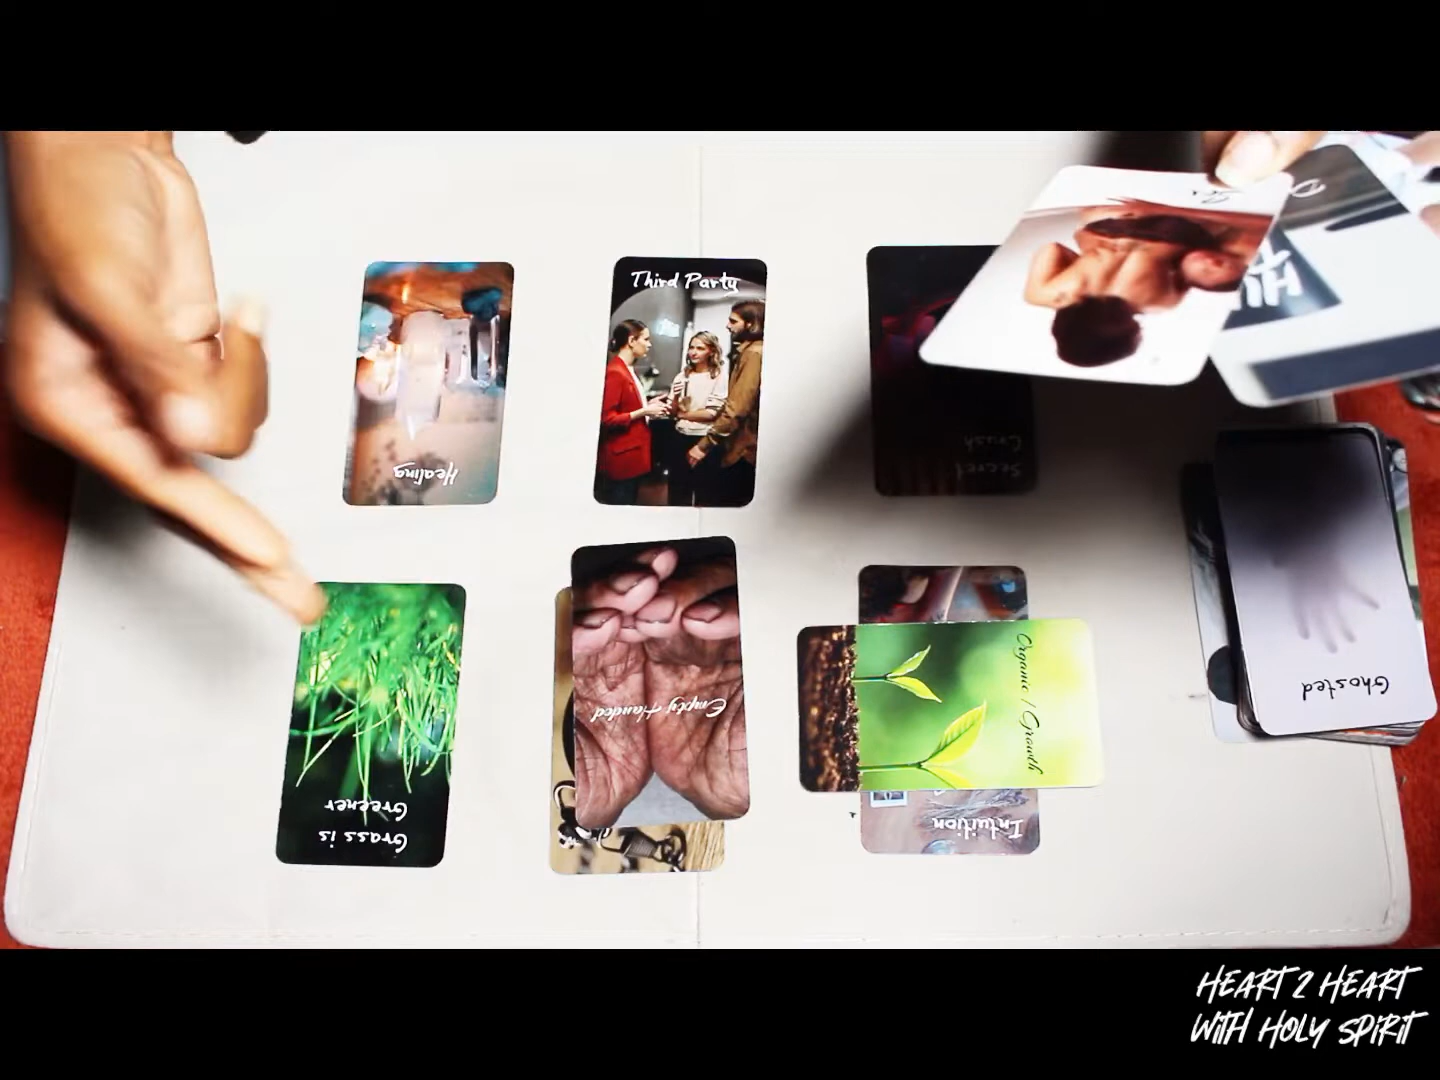 Third Party
Healing
Secret
Crush
Ghosted
Organic / Growth
Empty Handed
Grass is
Greener
Intuition
HEART 2 HEART
WITH HOLY SPIRIT